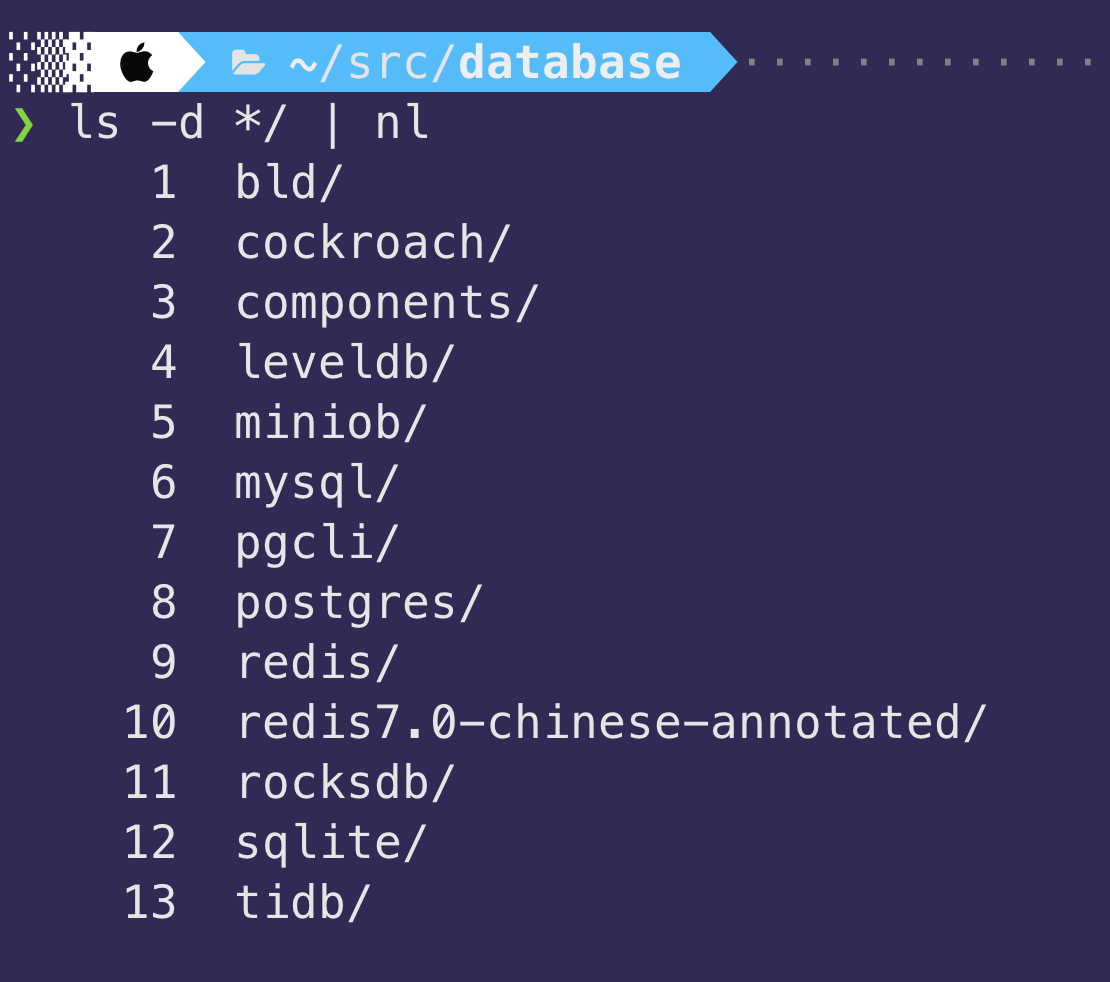 ~/src/database
❯ ls -d */ | nl
1 bld/
2 cockroach/
3 components/
4 leveldb/
5 miniob/
6 mysql/
7 pgcli/
8 postgres/
9 redis/
10 redis7.0-chinese-annotated/
11 rocksdb/
12 sqlite/
13 tidb/